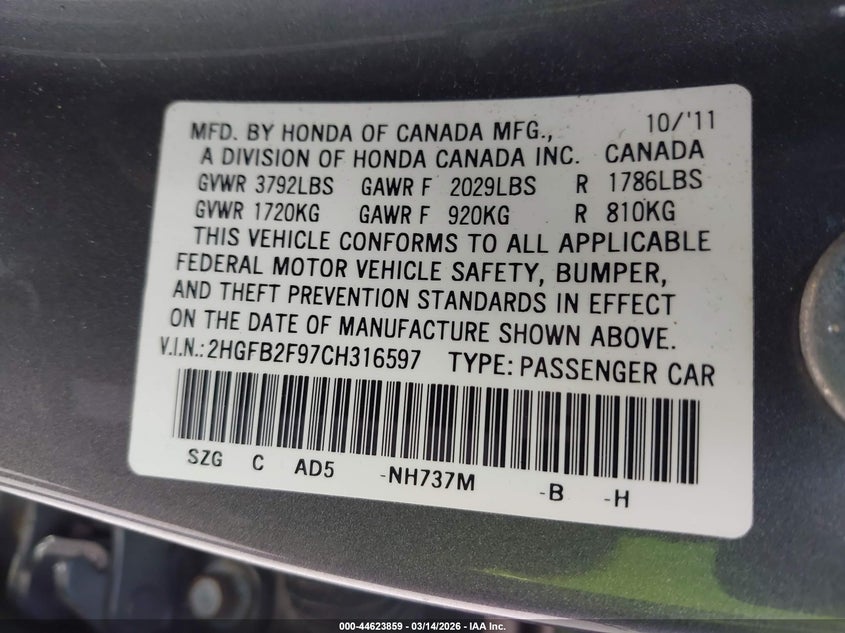 MFD. BY HONDA OF CANADA MFG., 10/'11
A DIVISION OF HONDA CANADA INC. CANADA
GVWR 3792LBS GAWR F 2029LBS R 1786LBS
GVWR 1720KG GAWR F 920KG R 810KG
THIS VEHICLE CONFORMS TO ALL APPLICABLE
FEDERAL MOTOR VEHICLE SAFETY, BUMPER,
AND THEFT PREVENTION STANDARDS IN EFFECT
ON THE DATE OF MANUFACTURE SHOWN ABOVE.
V.I.N.: 2HGFB2F97CH316597 TYPE: PASSENGER CAR
SZG C AD5 -NH737M -B -H
000-44623859 — 03/14/2026 — IAA Inc.